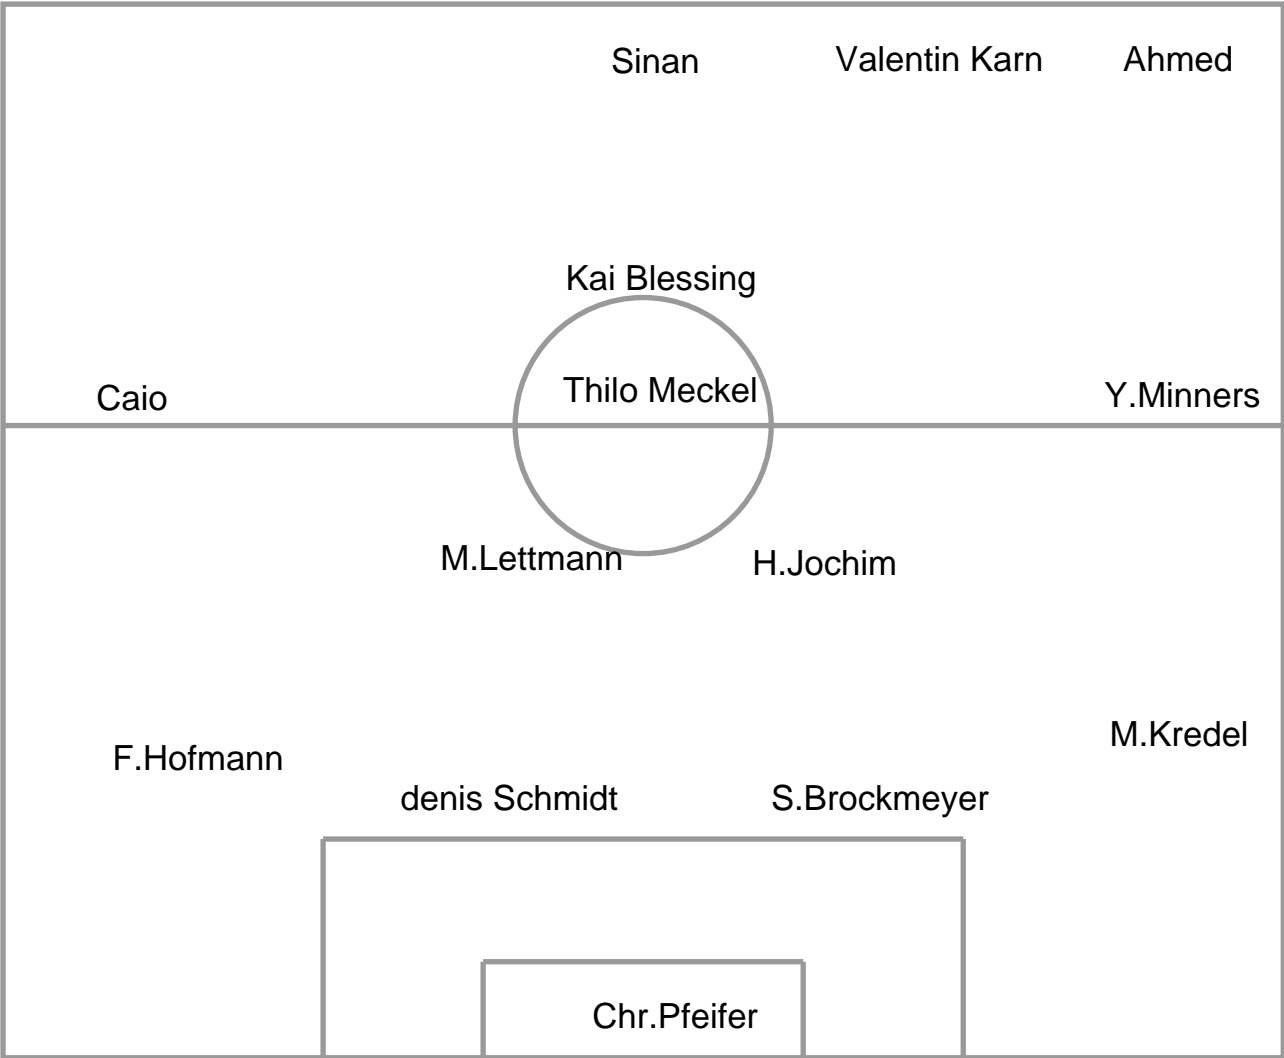 Sinan
Valentin Karn
Ahmed
Kai Blessing
Caio
Thilo Meckel
Y.Minners
M.Lettmann
H.Jochim
F.Hofmann
M.Kredel
denis Schmidt
S.Brockmeyer
Chr.Pfeifer